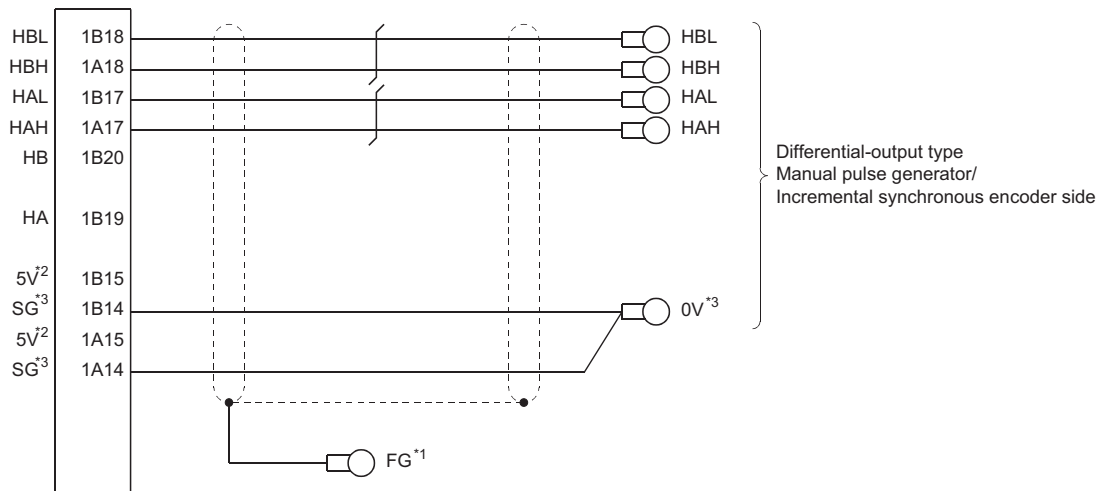 HBL 1B18 HBL
HBH 1A18 HBH
HAL 1B17 HAL
HAH 1A17 HAH
HB 1B20
Differential-output type
Manual pulse generator/
Incremental synchronous encoder side
HA 1B19
5V*2 1B15
SG*3 1B14 0V*3
5V*2 1A15
SG*3 1A14
FG*1